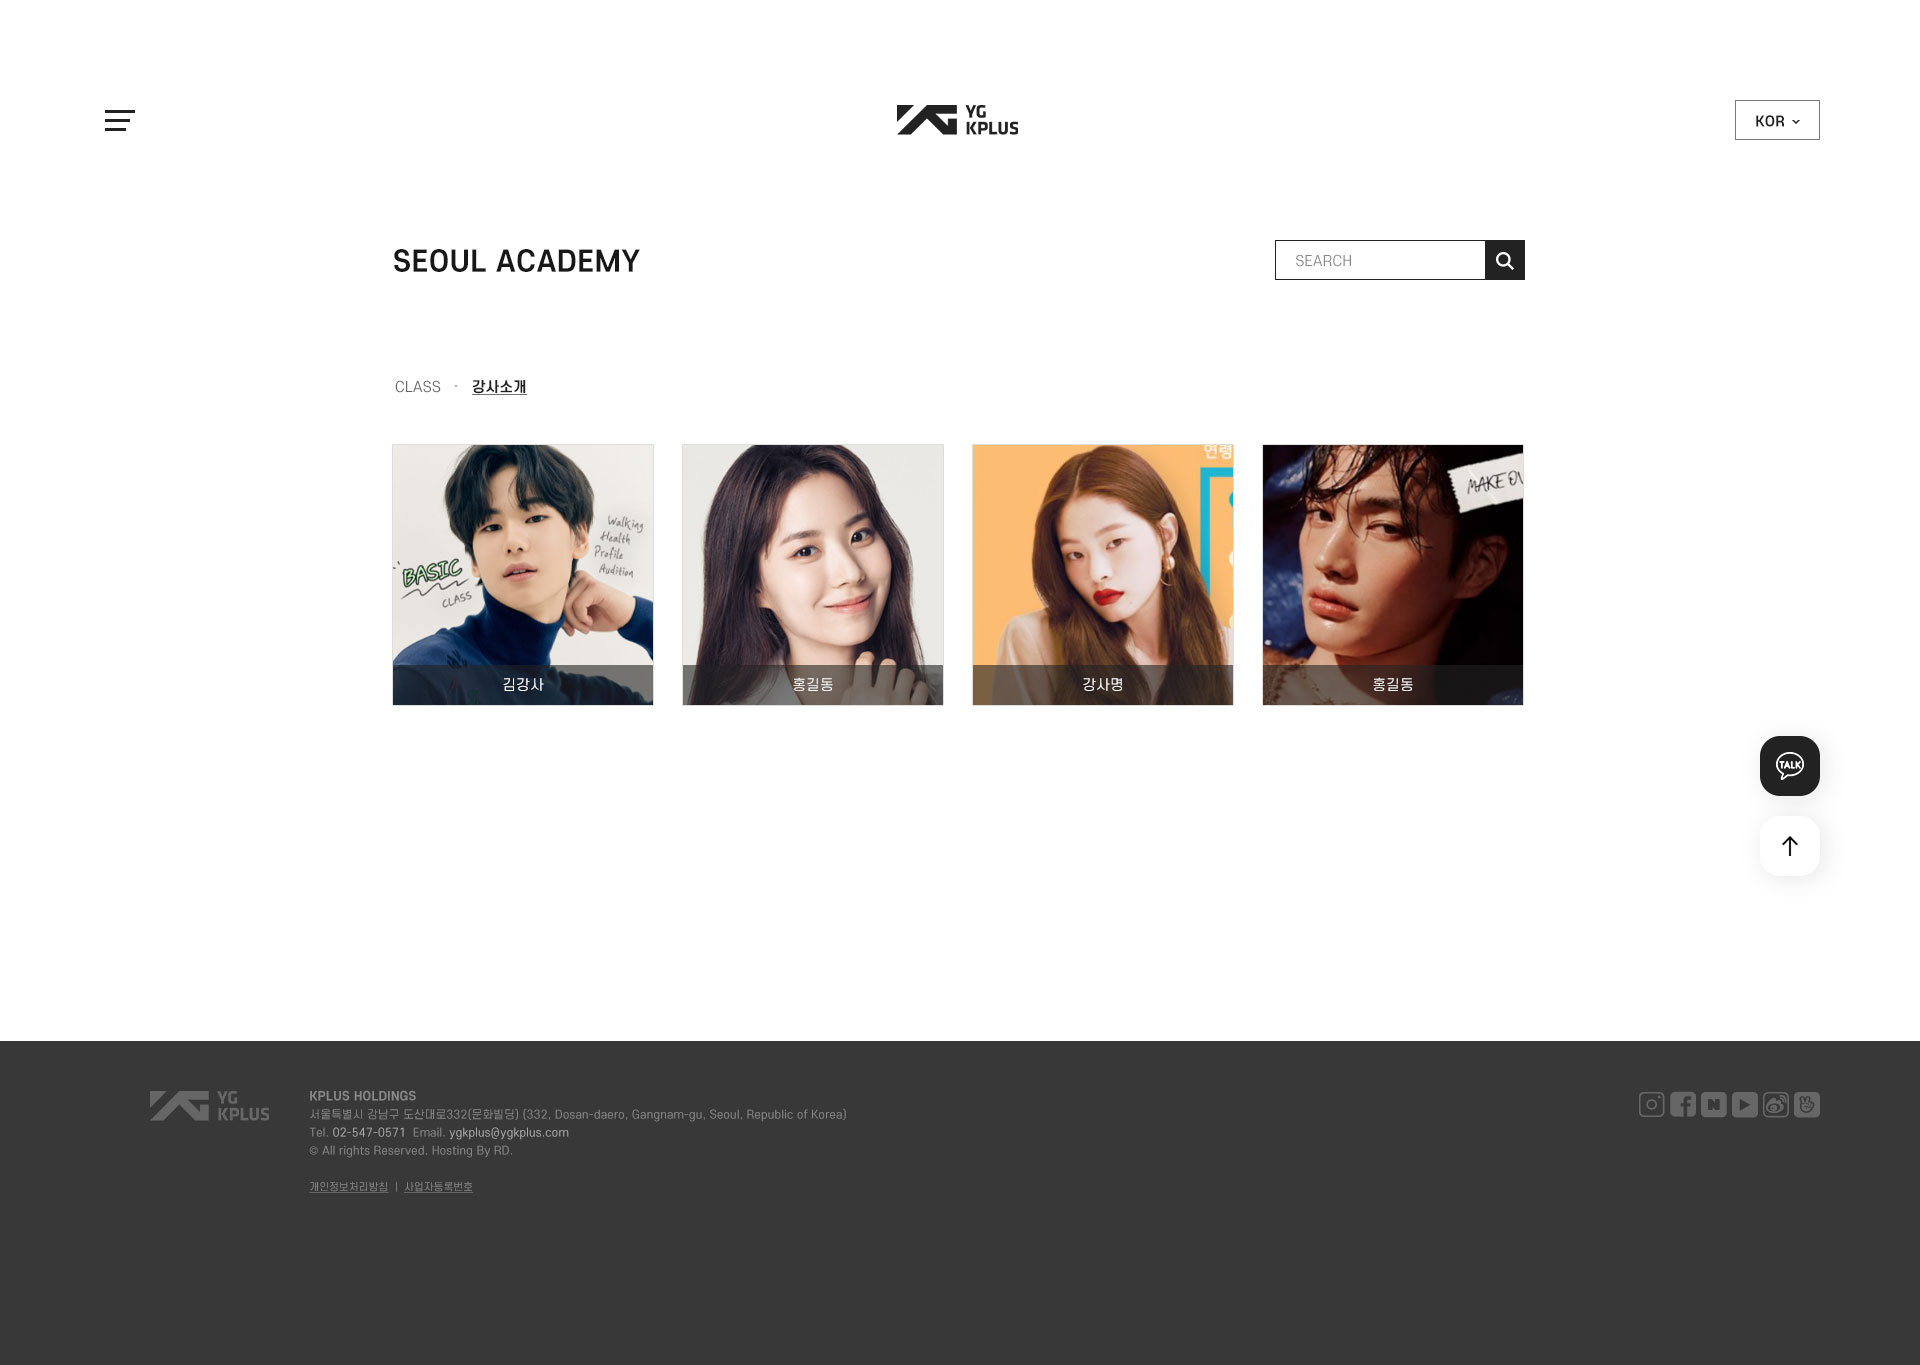 YG
KPLUS
KOR
SEOUL ACADEMY
SEARCH
CLASS · 강사소개
BASIC
CLASS
Walking
Health
Profile
Audition
김강사
홍길동
연령
강사명
MAKE OV
홍길동
TALK
YG
KPLUS
KPLUS HOLDINGS
서울특별시 강남구 도산대로332(문화빌딩) (332, Dosan-daero, Gangnam-gu, Seoul, Republic of Korea)
Tel. 02-547-0571 Email. ygkplus@ygkplus.com
© All rights Reserved. Hosting By RD.
개인정보처리방침 | 사업자등록번호